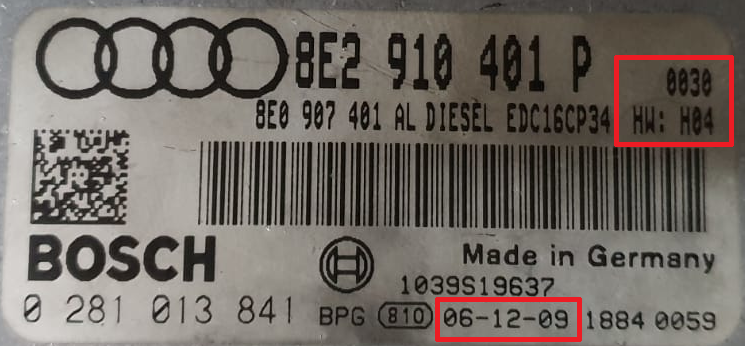 8E2 910 401 P 0030
8E0 907 401 AL DIESEL EDC16CP34 HW: H04
BOSCH
Made in Germany
1039S19637
0 281 013 841 BPG 810 06-12-09 1884 0059